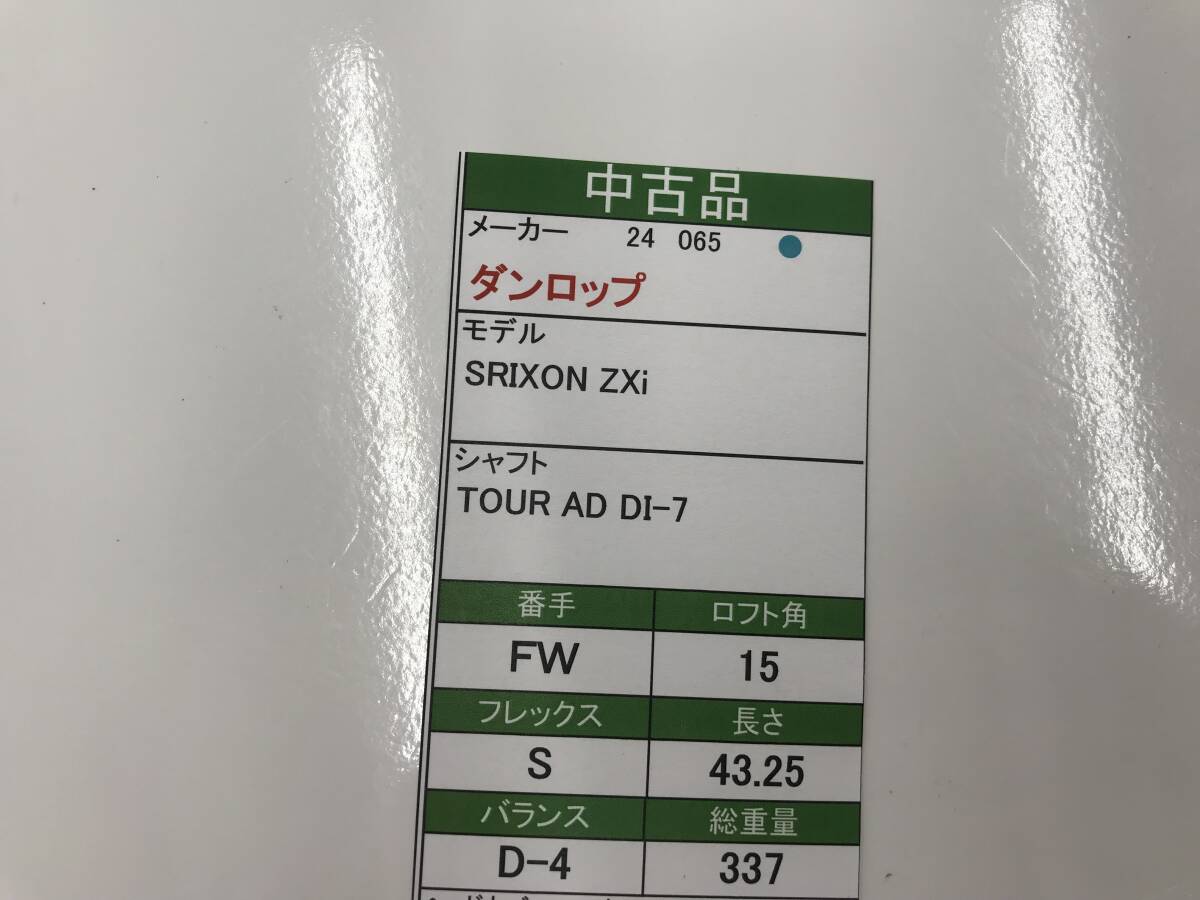 中古品
メーカー 24 065
ダンロップ
モデル
SRIXON ZXi
シャフト
TOUR AD DI-7
番手 ロフト角
FW 15
フレックス 長さ
S 43.25
バランス 総重量
D-4 337